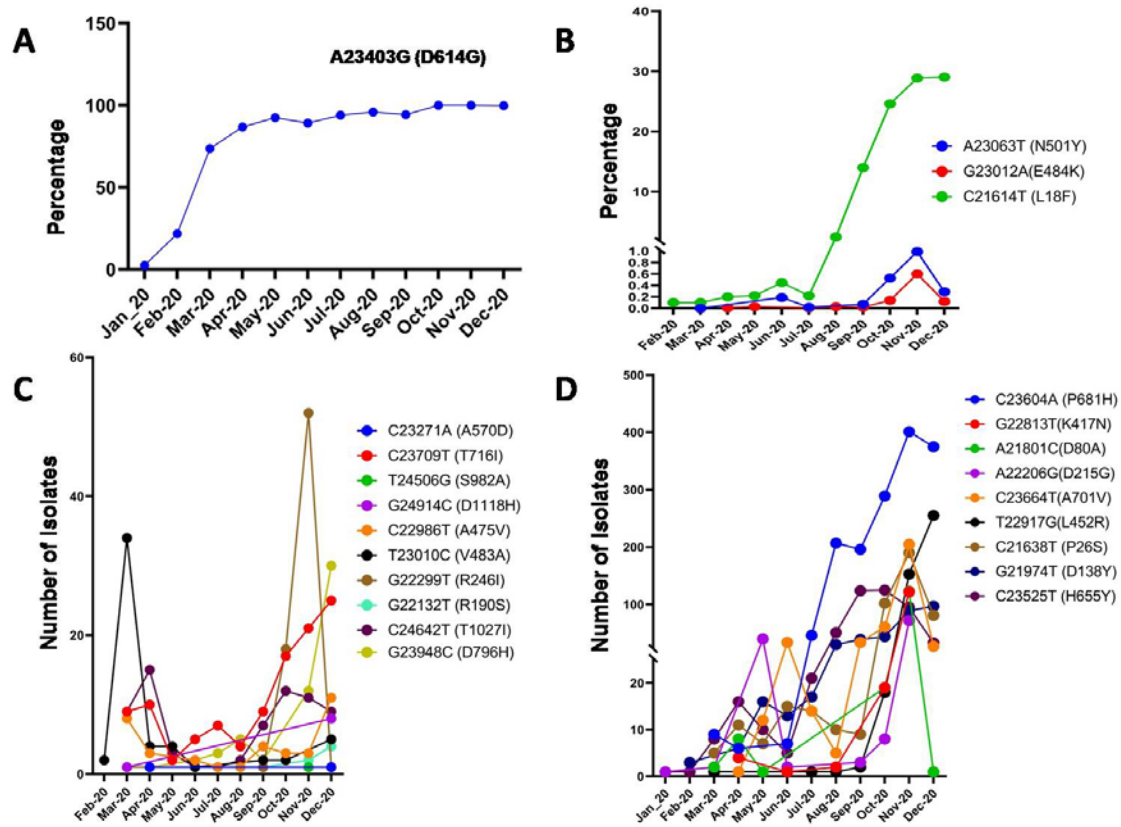 A
A23403G (D614G)
Percentage
150
100
50
0
Jan_20
Feb-20
Mar-20
Apr-20
May-20
Jun-20
Jul-20
Aug-20
Sep-20
Oct-20
Nov-20
Dec-20
B
Percentage
40
30
20
10
1.0
0.8
0.6
0.4
0.2
0.0
Feb-20
Mar-20
Apr-20
May-20
Jun-20
Jul-20
Aug-20
Sep-20
Oct-20
Nov-20
Dec-20
A23063T (N501Y)
G23012A(E484K)
C21614T (L18F)
C
Number of Isolates
60
40
20
0
Feb-20
Mar-20
Apr-20
May-20
Jun-20
Jul-20
Aug-20
Sep-20
Oct-20
Nov-20
Dec-20
C23271A (A570D)
C23709T (T716I)
T24506G (S982A)
G24914C (D1118H)
C22986T (A475V)
T23010C (V483A)
G22299T (R246I)
G22132T (R190S)
C24642T (T1027I)
G23948C (D796H)
D
Number of Isolates
500
400
300
200
100
20
10
0
Jan_20
Feb-20
Mar-20
Apr-20
May-20
Jun-20
Jul-20
Aug-20
Sep-20
Oct-20
Nov-20
Dec-20
C23604A (P681H)
G22813T(K417N)
A21801C(D80A)
A22206G(D215G)
C23664T(A701V)
T22917G(L452R)
C21638T (P26S)
G21974T (D138Y)
C23525T (H655Y)